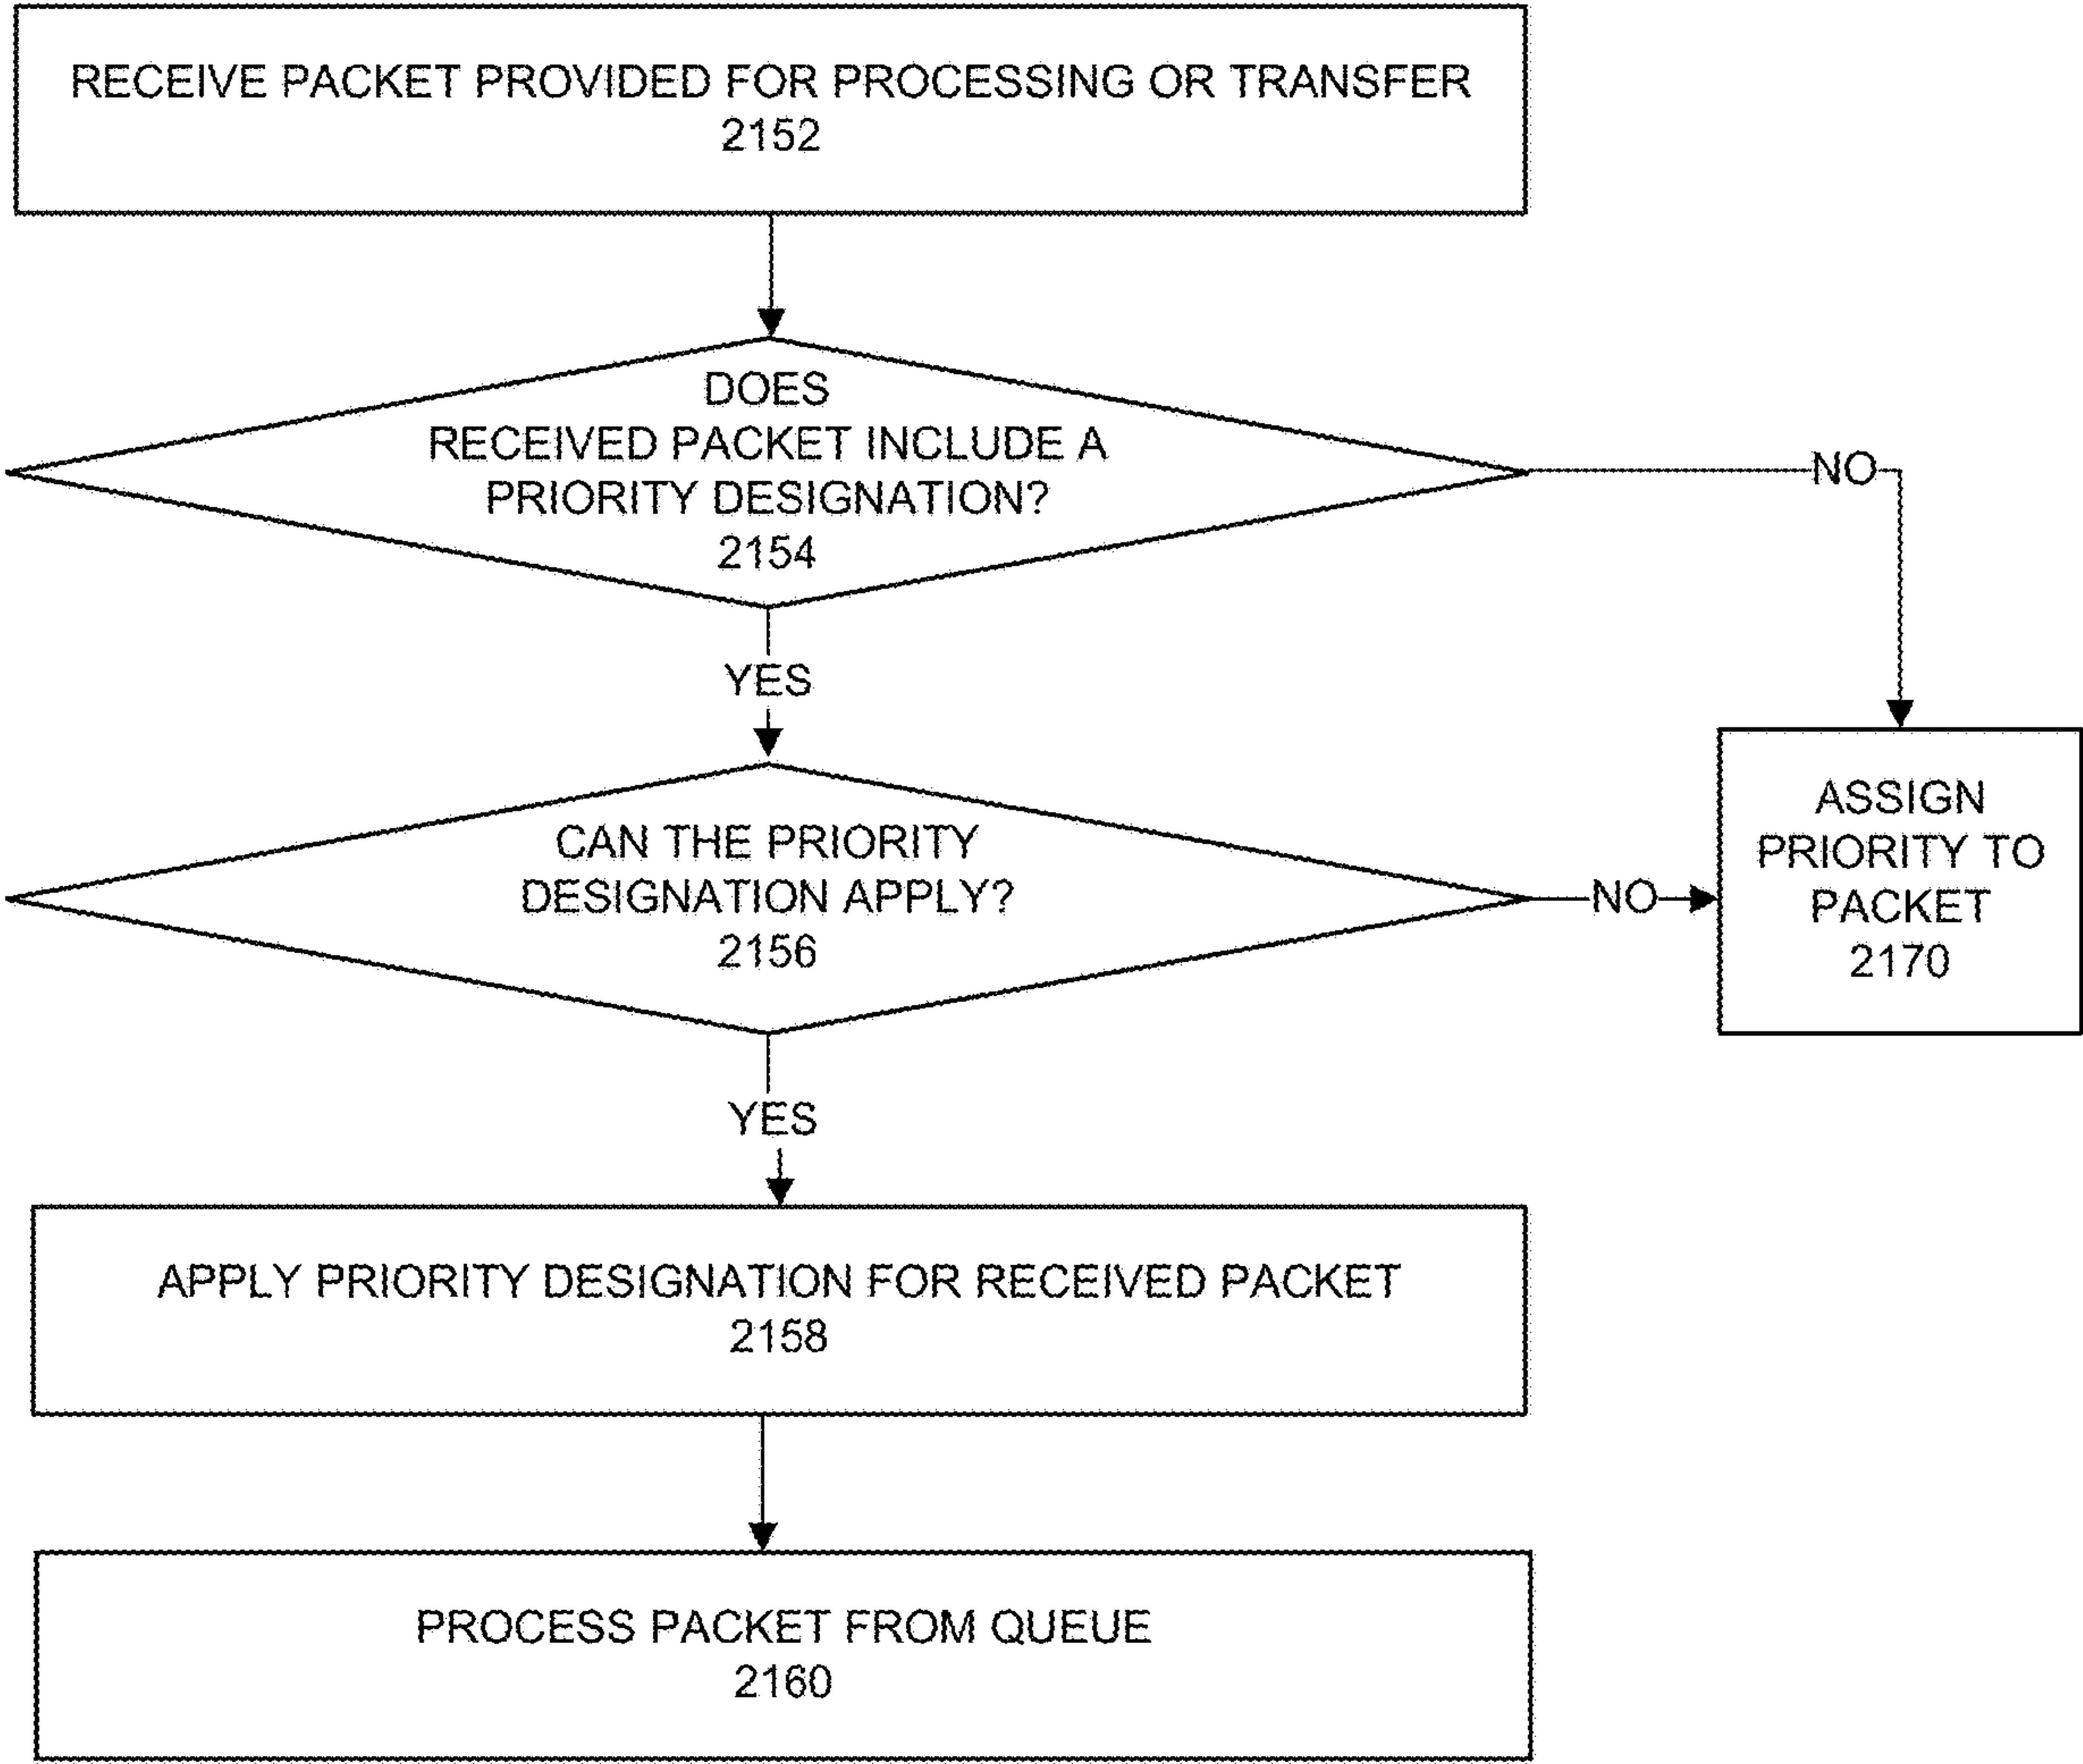 RECEIVE PACKET PROVIDED FOR PROCESSING OR TRANSFER
2152
DOES
RECEIVED PACKET INCLUDE A
PRIORITY DESIGNATION?
2154
NO
YES
CAN THE PRIORITY
DESIGNATION APPLY?
2156
NO
ASSIGN
PRIORITY TO
PACKET
2170
YES
APPLY PRIORITY DESIGNATION FOR RECEIVED PACKET
2158
PROCESS PACKET FROM QUEUE
2160